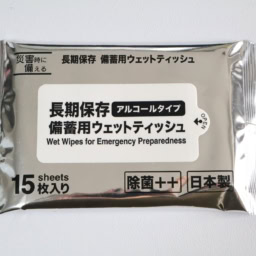 災害時に
備える
長期保存 備蓄用ウェットティッシュ
長期保存 アルコールタイプ
備蓄用ウェットティッシュ
Wet Wipes for Emergency Preparedness
OPEN
15 sheets
枚入り
除菌++
日本製